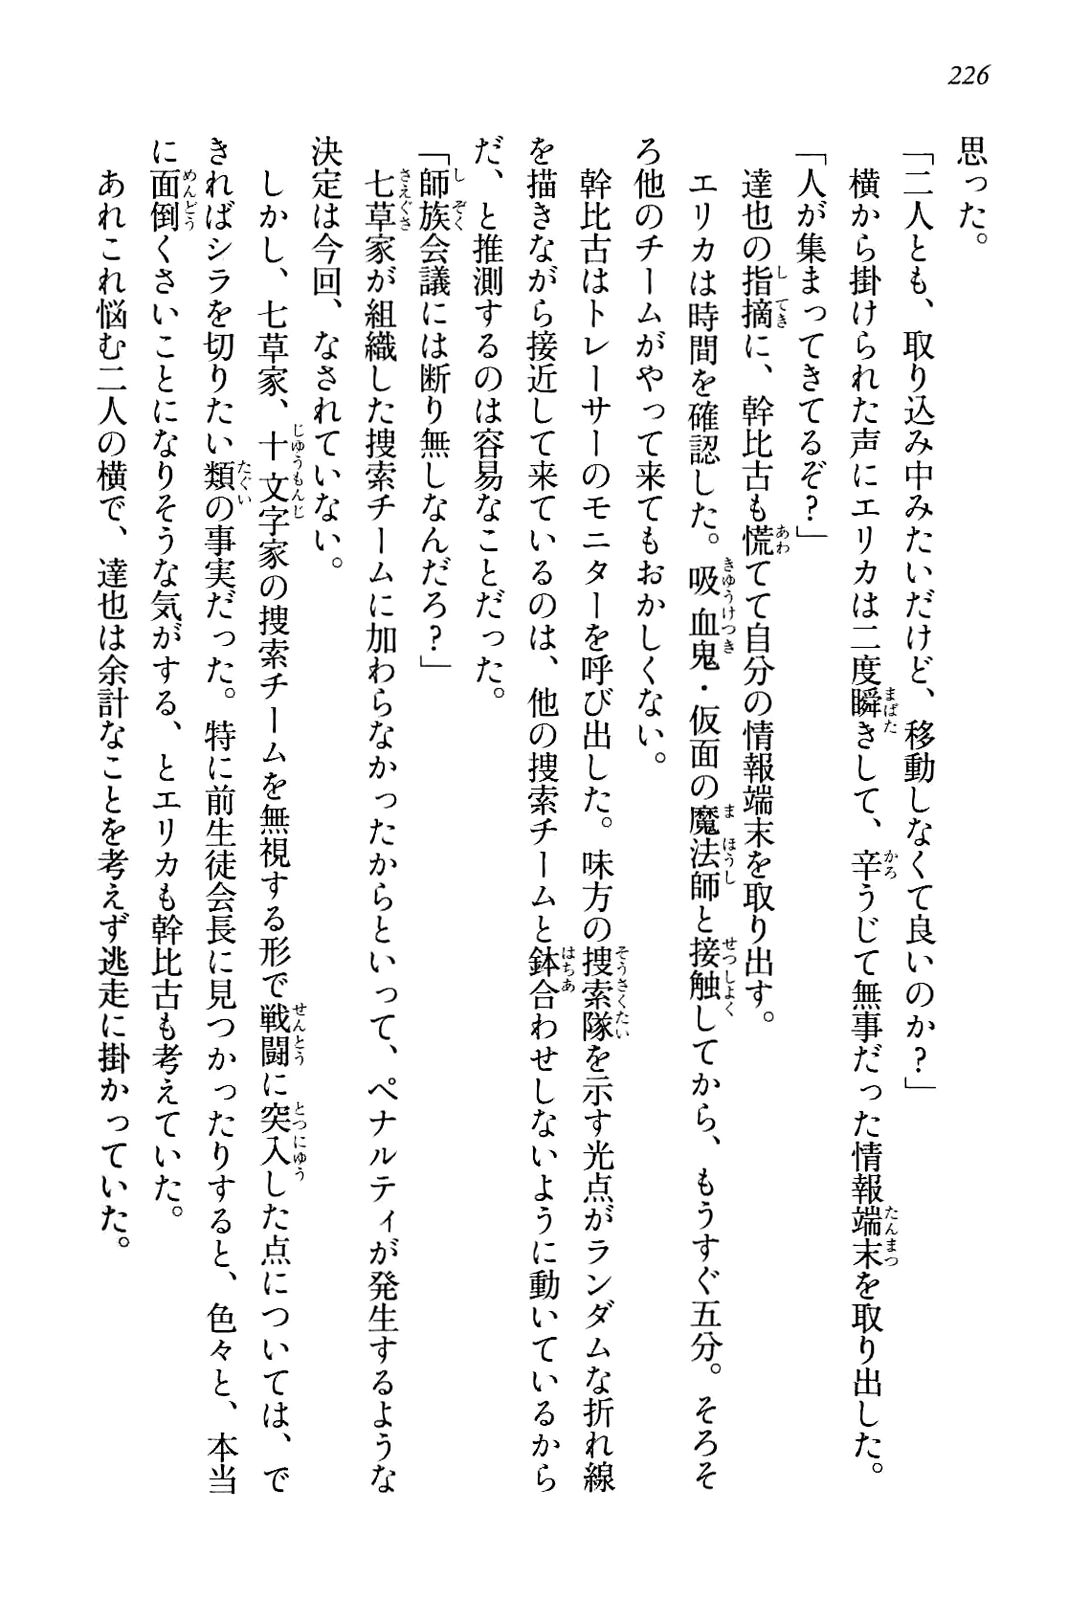 226
思った。
「二人とも、取り込み中みたいだけど、移動しなくて良いのか？」
横から掛けられた声にエリカは二度瞬きして、辛うじて無事だった情報端末を取り出した。
「人が集まってきてるぞ？」
達也の指摘に、幹比古も慌てて自分の情報端末を取り出す。
エリカは時間を確認した。吸血鬼・仮面の魔法師と接触してから、もうすぐ五分。そろそ
ろ他のチームがやって来てもおかしくない。
幹比古はトレーサーのモニターを呼び出した。味方の捜索隊を示す光点がランダムな折れ線
を描きながら接近して来ているのは、他の捜索チームと鉢合わせしないように動いているから
だ、と推測するのは容易なことだった。
「師族会議には断り無しなんだろ？」
七草家が組織した捜索チームに加わらなかったからといって、ペナルティが発生するような
決定は今回、なされていない。
しかし、七草家、十文字家の捜索チームを無視する形で戦闘に突入した点については、で
きればシラを切りたい類の事実だった。特に前生徒会長に見つかったりすると、色々と、本当
に面倒くさいことになりそうな気がする、とエリカも幹比古も考えていた。
あれこれ悩む二人の横で、達也は余計なことを考えず逃走に掛かっていた。